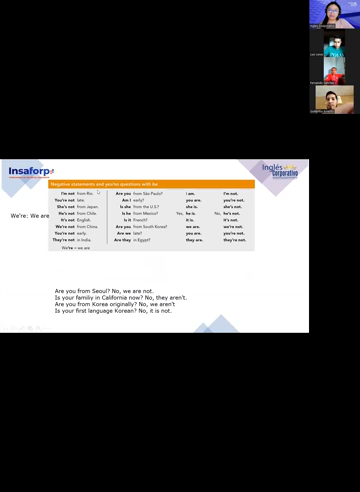 Insaforp
Inglés
Corporativo
Negative statements and yes/no questions with be
I'm not from Rio. Are you from São Paulo? I am. I'm not.
You're not late. Am I early? you are. you're not.
She's not from Japan. Is she from the U.S.? she is. she's not.
He's not from Chile. Is he from Mexico? Yes, he is. No, he's not.
It's not English. Is it French? it is. it's not.
We're not from China. Are you from South Korea? we are. we're not.
You're not early. Are we late? you are. you're not.
They're not in India. Are they in Egypt? they are. they're not.
We're = we are
We're: We are
Are you from Seoul? No, we are not.
Is your familiy in California now? No, they aren't.
Are you from Korea originally? No, we aren't
Is your first language Korean? No, it is not.